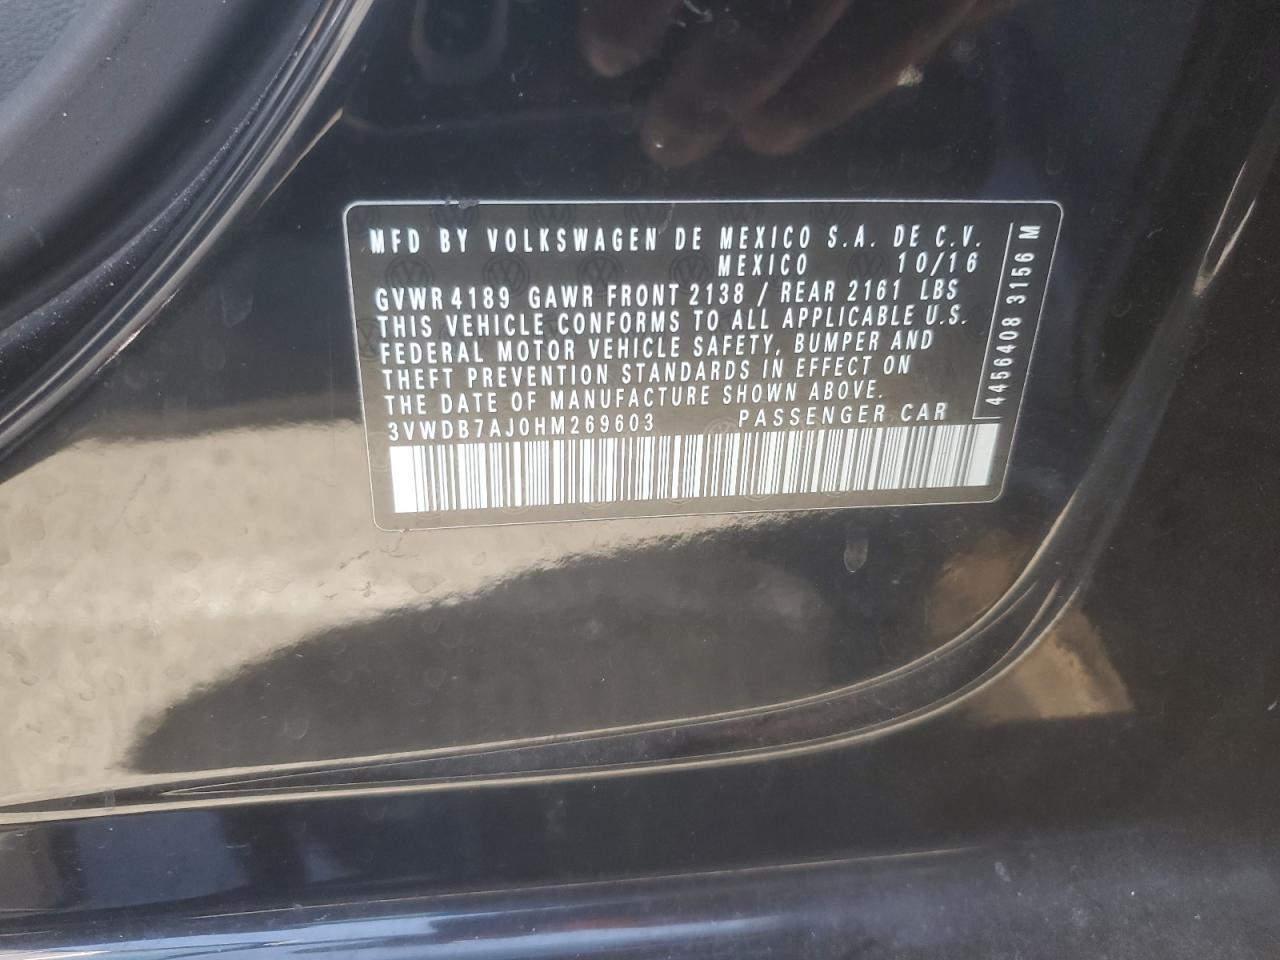 MFD BY VOLKSWAGEN DE MEXICO S.A. DE C.V.
MEXICO 10/16
GVWR 4189 GAWR FRONT 2138 / REAR 2161 LBS
THIS VEHICLE CONFORMS TO ALL APPLICABLE U.S.
FEDERAL MOTOR VEHICLE SAFETY, BUMPER AND
THEFT PREVENTION STANDARDS IN EFFECT ON
THE DATE OF MANUFACTURE SHOWN ABOVE.
3VWDB7AJ0HM269603 PASSENGER CAR
4456408 3156 M